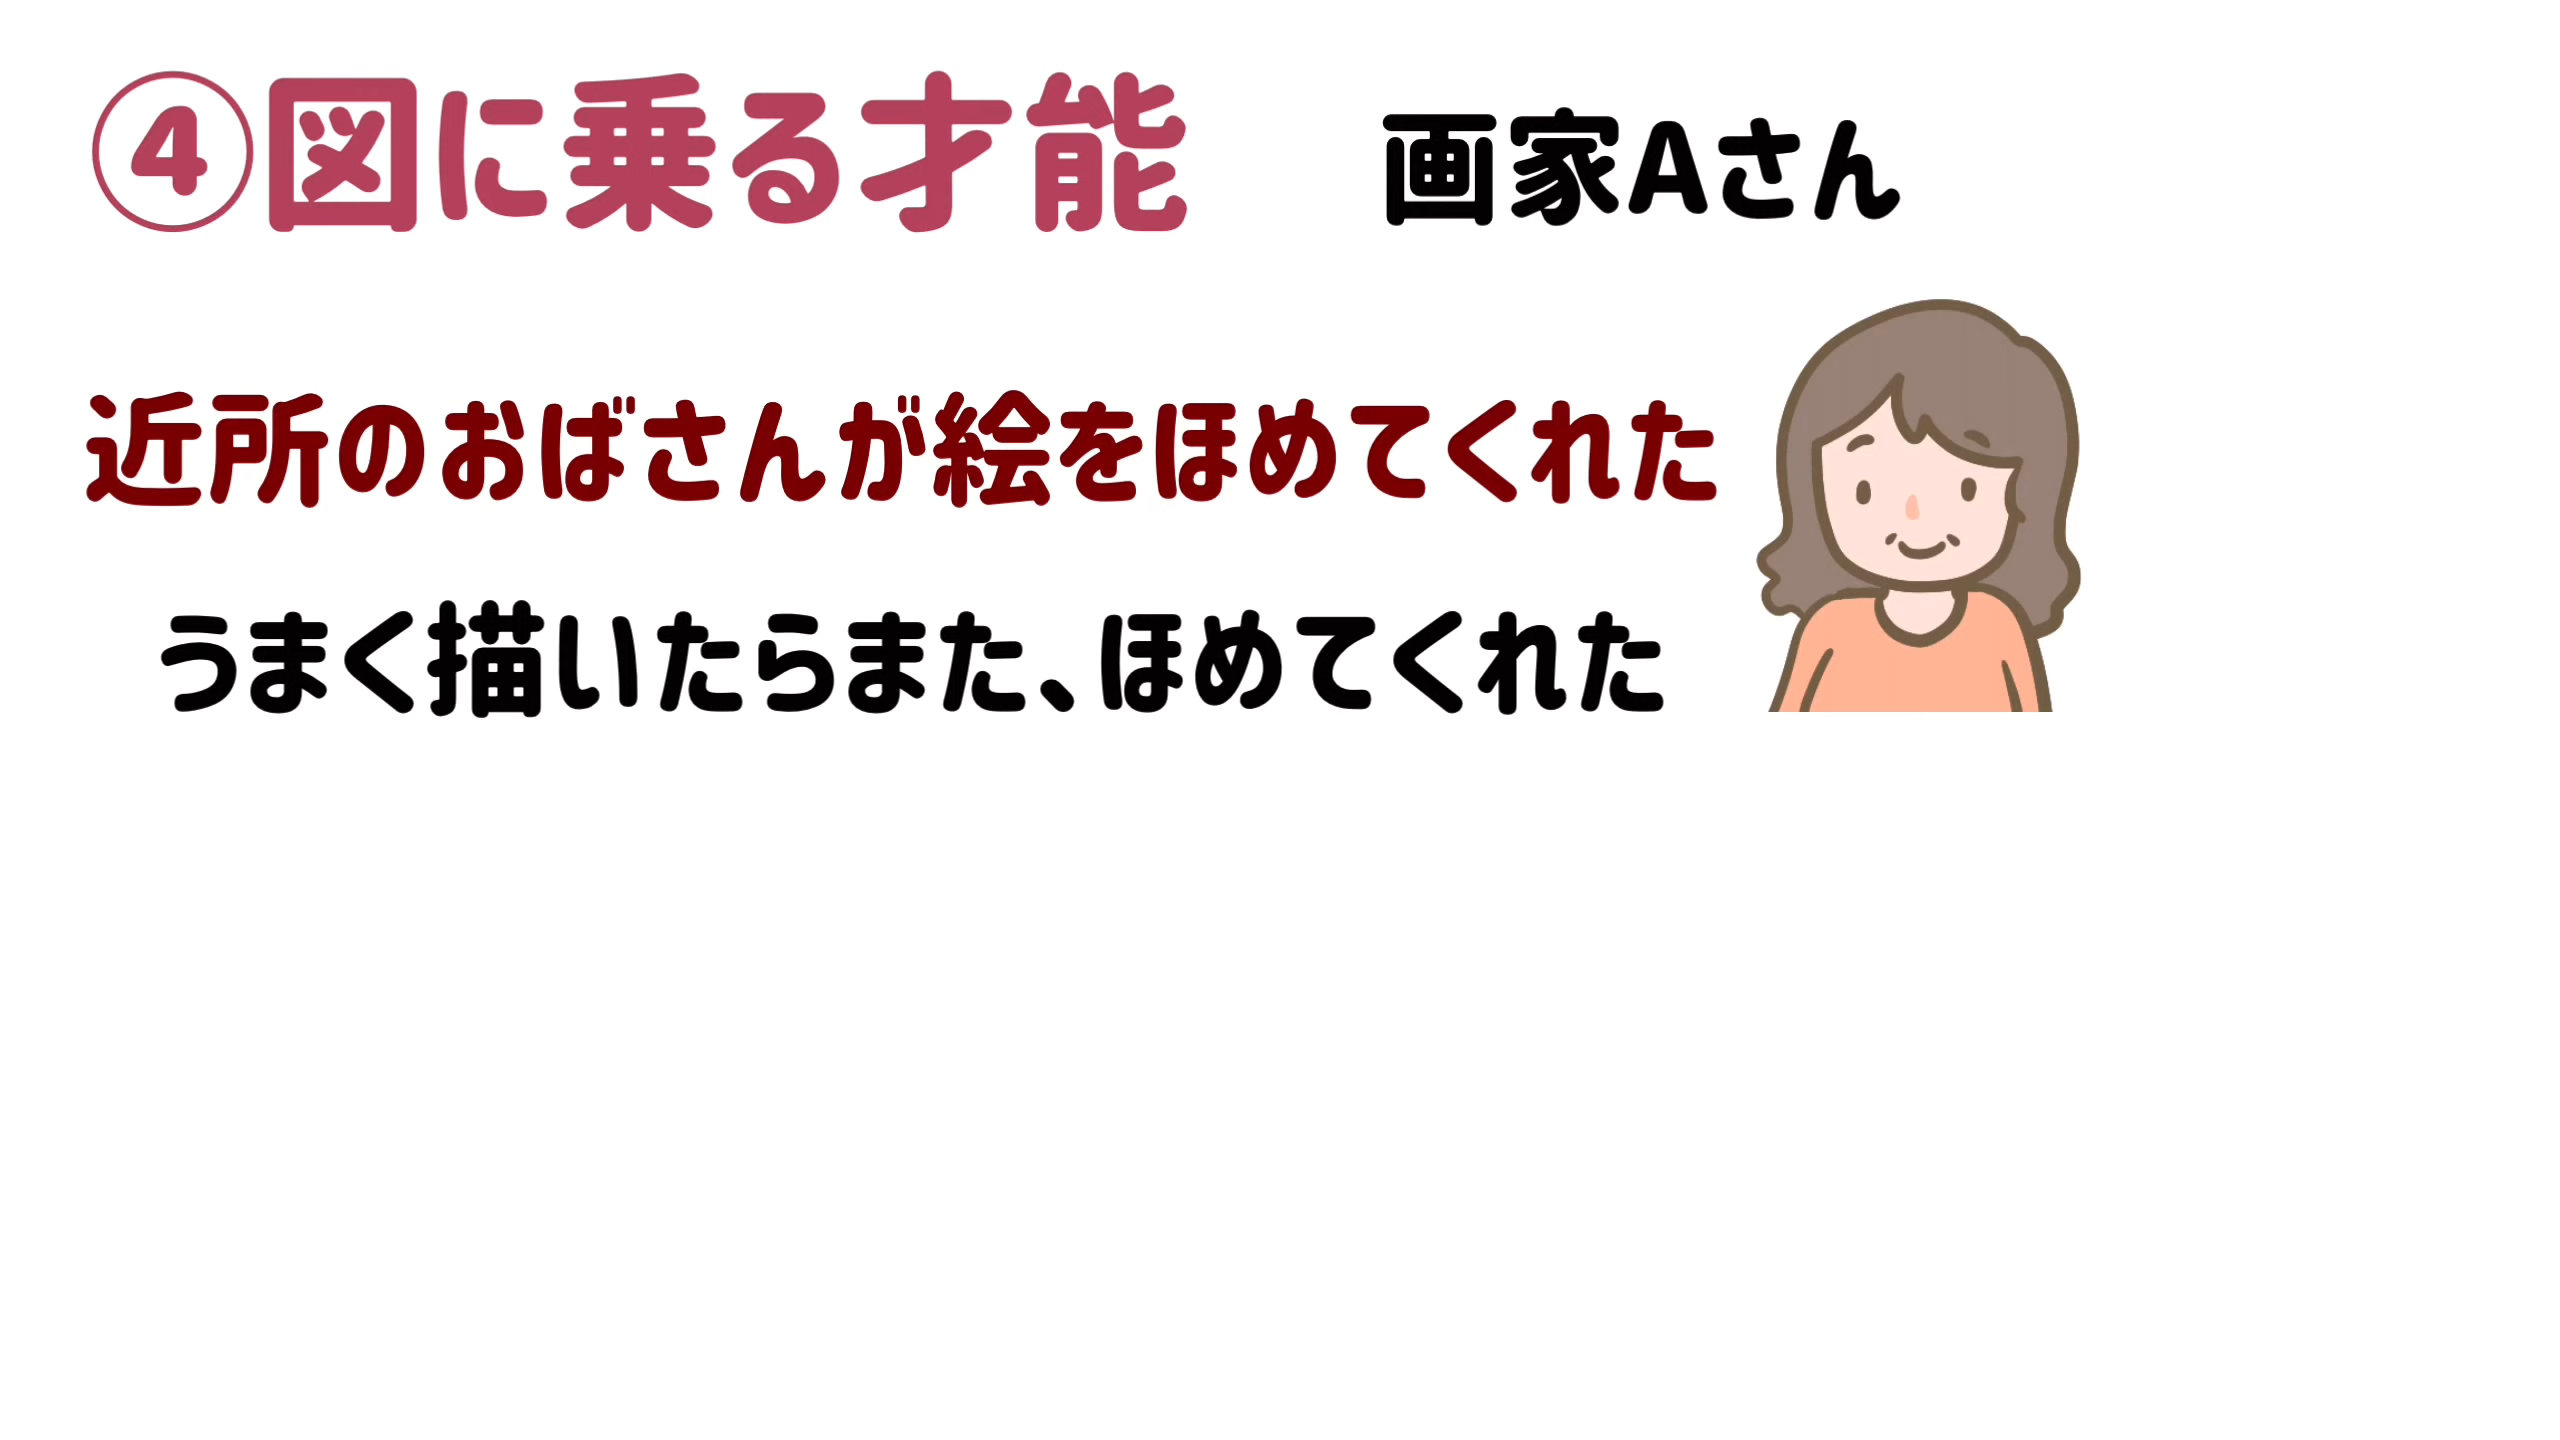 ④図に乗る才能 画家Aさん
近所のおばさんが絵をほめてくれた
うまく描いたらまた、ほめてくれた